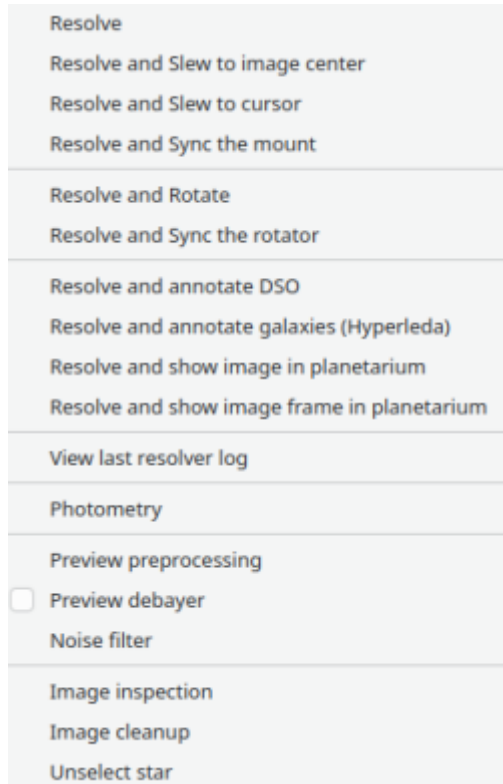 Resolve
Resolve and Slew to image center
Resolve and Slew to cursor
Resolve and Sync the mount
Resolve and Rotate
Resolve and Sync the rotator
Resolve and annotate DSO
Resolve and annotate galaxies (Hyperleda)
Resolve and show image in planetarium
Resolve and show image frame in planetarium
View last resolver log
Photometry
Preview preprocessing
Preview debayer
Noise filter
Image inspection
Image cleanup
Unselect star